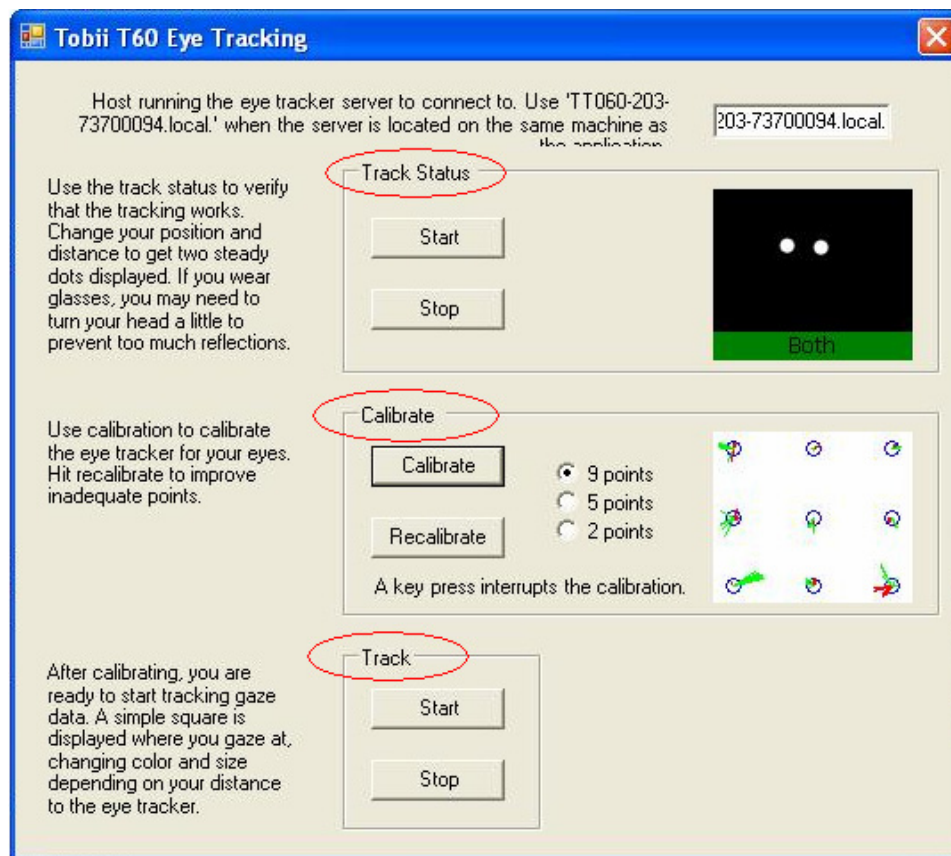 Tobii T60 Eye Tracking
Host running the eye tracker server to connect to. Use 'TT060-203-
73700094.local.' when the server is located on the same machine as
the application.
203-73700094.local.
Use the track status to verify
that the tracking works.
Change your position and
distance to get two steady
dots displayed. If you wear
glasses, you may need to
turn your head a little to
prevent too much reflections.
Track Status
Start
Stop
Both
Use calibration to calibrate
the eye tracker for your eyes.
Hit recalibrate to improve
inadequate points.
Calibrate
Calibrate
Recalibrate
9 points
5 points
2 points
A key press interrupts the calibration.
After calibrating, you are
ready to start tracking gaze
data. A simple square is
displayed where you gaze at,
changing color and size
depending on your distance
to the eye tracker.
Track
Start
Stop